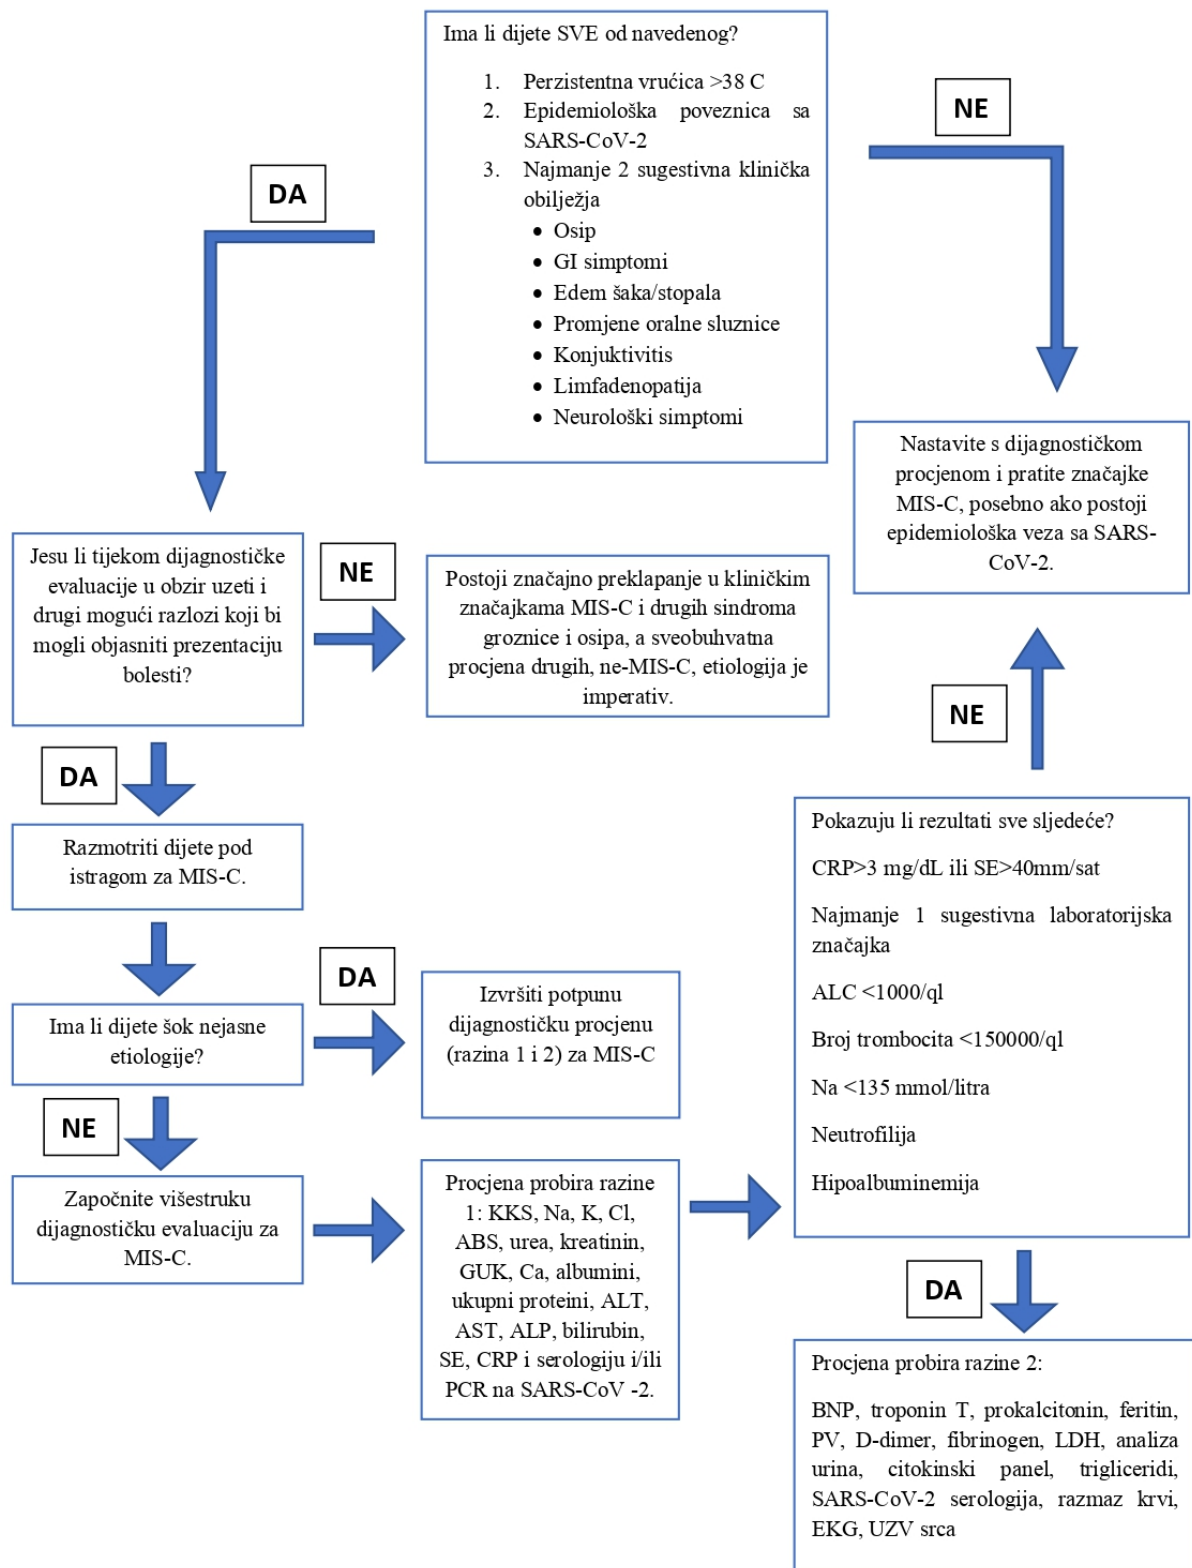 Ima li dijete SVE od navedenog?
1. Perzistentna vrućica >38 C
2. Epidemiološka poveznica sa
SARS-CoV-2
3. Najmanje 2 sugestivna klinička
obilježja
• Osip
• GI simptomi
• Edem šaka/stopala
• Promjene oralne sluznice
• Konjuktivitis
• Limfadenopatija
• Neurološki simptomi
NE
DA
Nastavite s dijagnostičkom
procjenom i pratite značajke
MIS-C, posebno ako postoji
epidemiološka veza sa SARS-
CoV-2.
Jesu li tijekom dijagnostičke
evaluacije u obzir uzeti i
drugi mogući razlozi koji bi
mogli objasniti prezentaciju
bolesti?
NE
Postoji značajno preklapanje u kliničkim
značajkama MIS-C i drugih sindroma
groznice i osipa, a sveobuhvatna
procjena drugih, ne-MIS-C, etiologija je
imperativ.
DA
Razmotriti dijete pod
istragom za MIS-C.
Ima li dijete šok nejasne
etiologije?
DA
Izvršiti potpunu
dijagnostičku procjenu
(razina 1 i 2) za MIS-C
NE
Započnite višestruku
dijagnostičku evaluaciju za
MIS-C.
Procjena probira razine
1: KKS, Na, K, Cl,
ABS, urea, kreatinin,
GUK, Ca, albumini,
ukupni proteini, ALT,
AST, ALP, bilirubin,
SE, CRP i serologiju i/ili
PCR na SARS-CoV -2.
NE
Pokazuju li rezultati sve sljedeće?
CRP>3 mg/dL ili SE>40mm/sat
Najmanje 1 sugestivna laboratorijska
značajka
ALC <1000/ql
Broj trombocita <150000/ql
Na <135 mmol/litra
Neutrofilija
Hipoalbuminemija
DA
Procjena probira razine 2:
BNP, troponin T, prokalcitonin, feritin,
PV, D-dimer, fibrinogen, LDH, analiza
urina, citokinski panel, trigliceridi,
SARS-CoV-2 serologija, razmaz krvi,
EKG, UZV srca